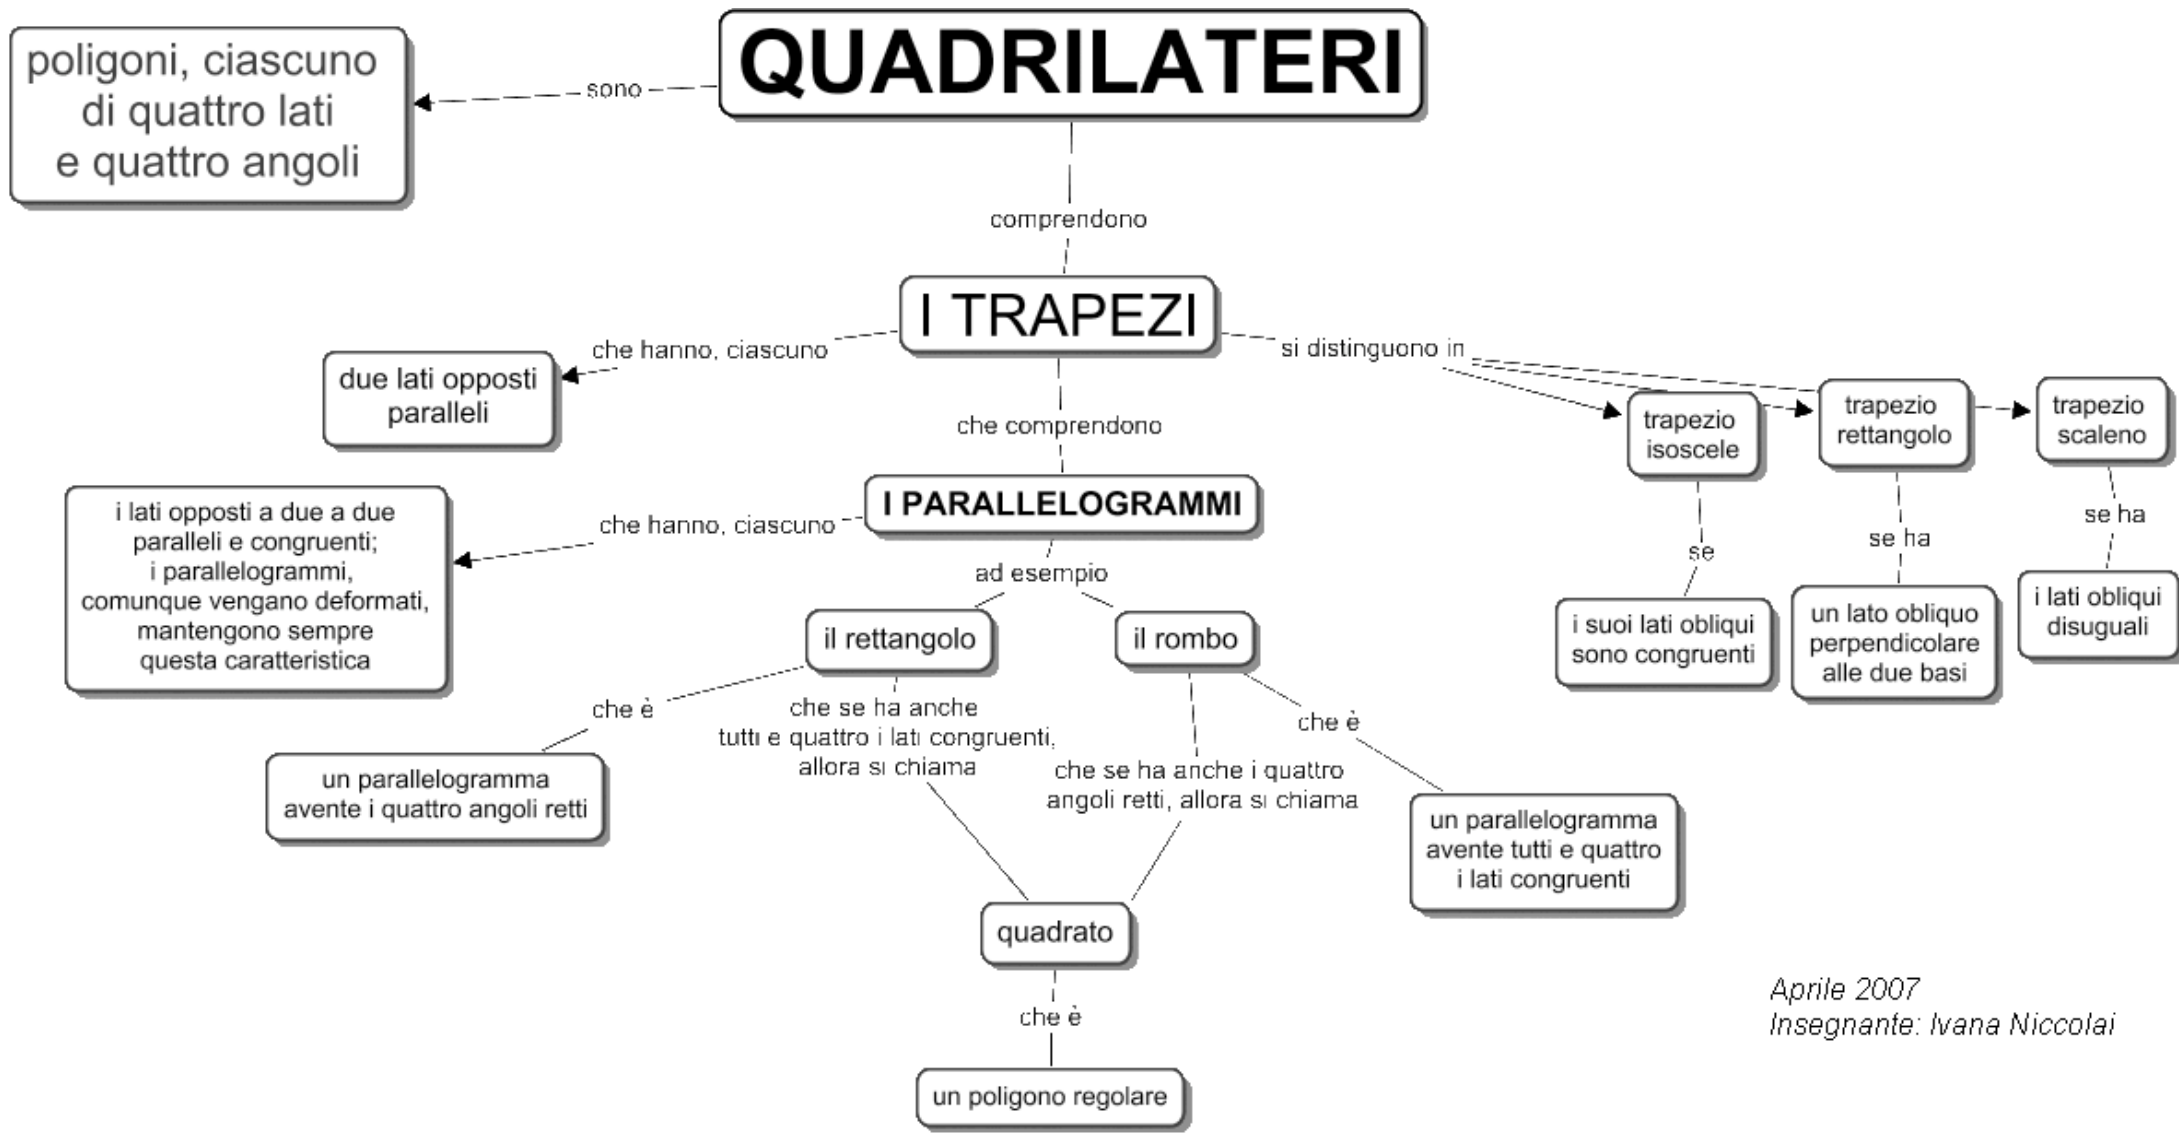 QUADRILATERI
poligoni, ciascuno
di quattro lati
e quattro angoli
sono
comprendono
I TRAPEZI
che hanno, ciascuno
si distinguono in
due lati opposti
paralleli
che comprendono
trapezio
isoscele
trapezio
rettangolo
trapezio
scaleno
I PARALLELOGRAMMI
che hanno, ciascuno
i lati opposti a due a due
paralleli e congruenti;
i parallelogrammi,
comunque vengano deformati,
mantengono sempre
questa caratteristica
ad esempio
se
se ha
se ha
il rettangolo
il rombo
i suoi lati obliqui
sono congruenti
un lato obliquo
perpendicolare
alle due basi
i lati obliqui
disuguali
che è
che se ha anche
tutti e quattro i lati congruenti,
allora si chiama
che se ha anche i quattro
angoli retti, allora si chiama
che è
un parallelogramma
avente i quattro angoli retti
un parallelogramma
avente tutti e quattro
i lati congruenti
quadrato
che è
un poligono regolare
Aprile 2007
Insegnante: Ivana Niccolai